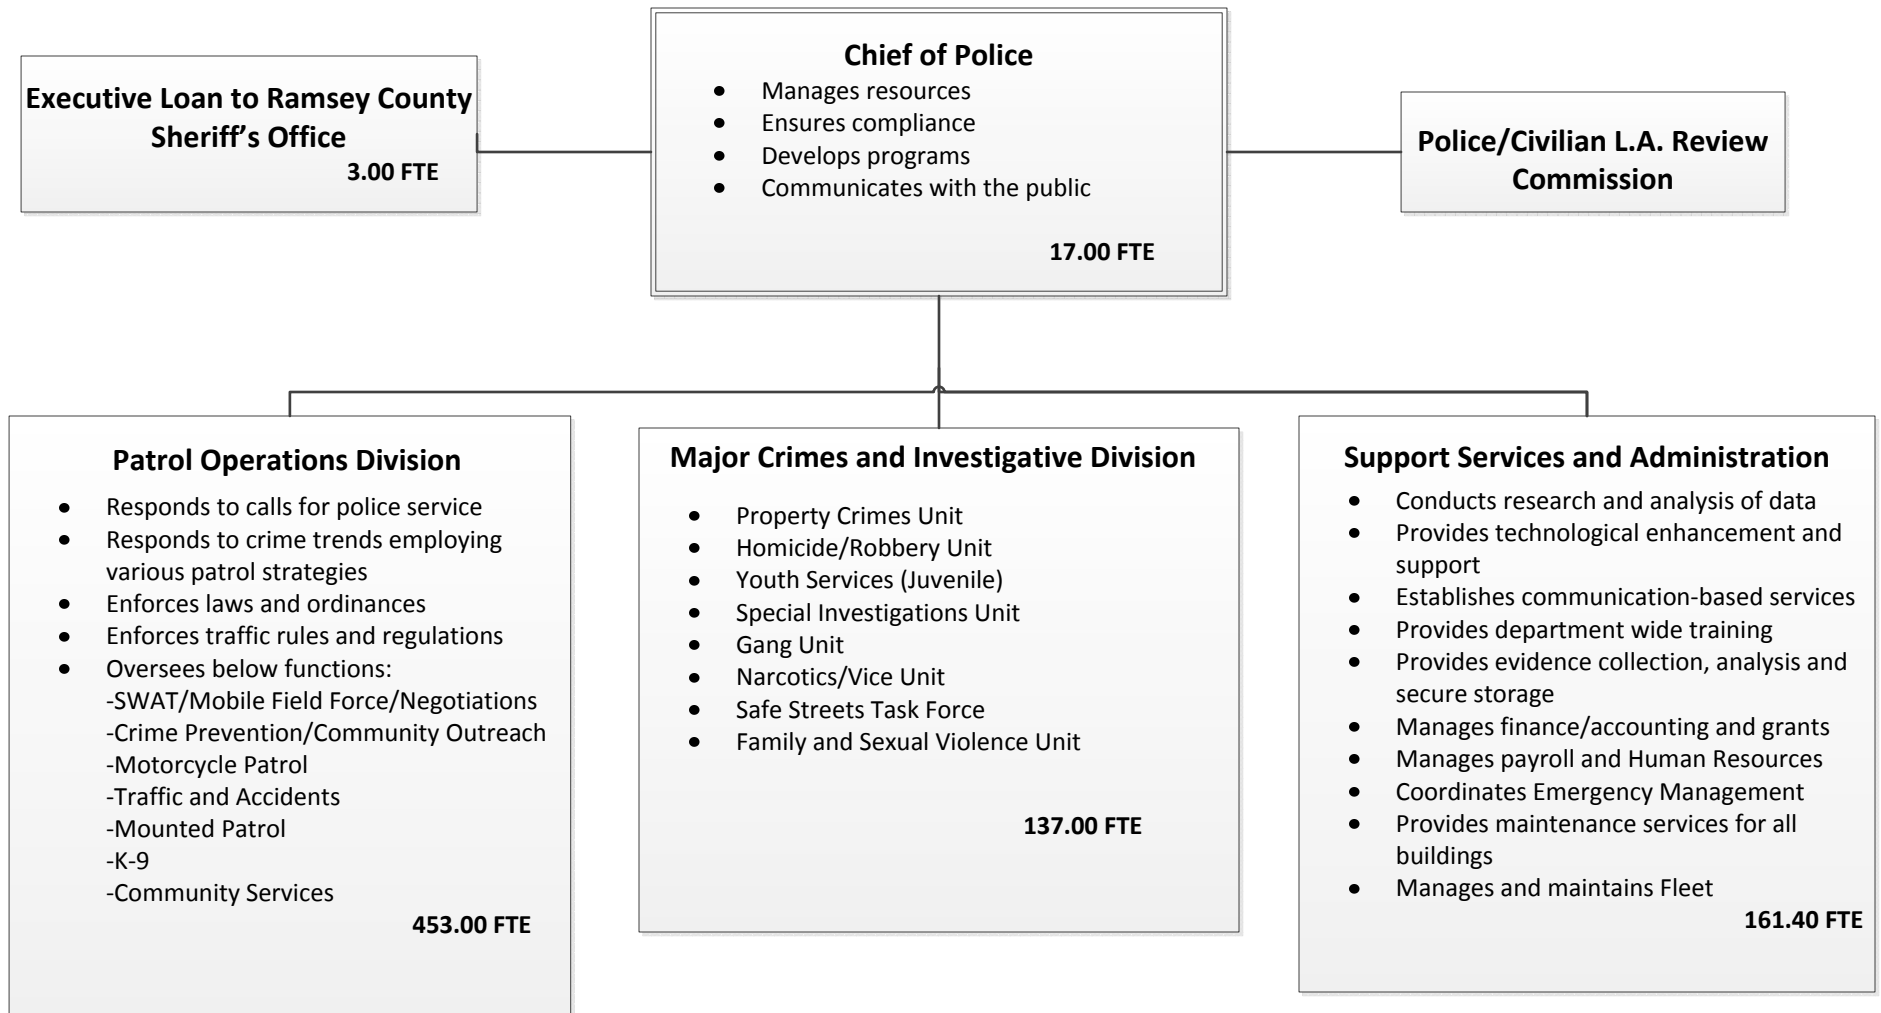 Chief of Police
• Manages resources
• Ensures compliance
• Develops programs
• Communicates with the public
17.00 FTE
Executive Loan to Ramsey County
Sheriff’s Office
3.00 FTE
Police/Civilian L.A. Review
Commission
Patrol Operations Division
• Responds to calls for police service
• Responds to crime trends employing
various patrol strategies
• Enforces laws and ordinances
• Enforces traffic rules and regulations
• Oversees below functions:
-SWAT/Mobile Field Force/Negotiations
-Crime Prevention/Community Outreach
-Motorcycle Patrol
-Traffic and Accidents
-Mounted Patrol
-K-9
-Community Services
453.00 FTE
Major Crimes and Investigative Division
• Property Crimes Unit
• Homicide/Robbery Unit
• Youth Services (Juvenile)
• Special Investigations Unit
• Gang Unit
• Narcotics/Vice Unit
• Safe Streets Task Force
• Family and Sexual Violence Unit
137.00 FTE
Support Services and Administration
• Conducts research and analysis of data
• Provides technological enhancement and
support
• Establishes communication-based services
• Provides department wide training
• Provides evidence collection, analysis and
secure storage
• Manages finance/accounting and grants
• Manages payroll and Human Resources
• Coordinates Emergency Management
• Provides maintenance services for all
buildings
• Manages and maintains Fleet
161.40 FTE